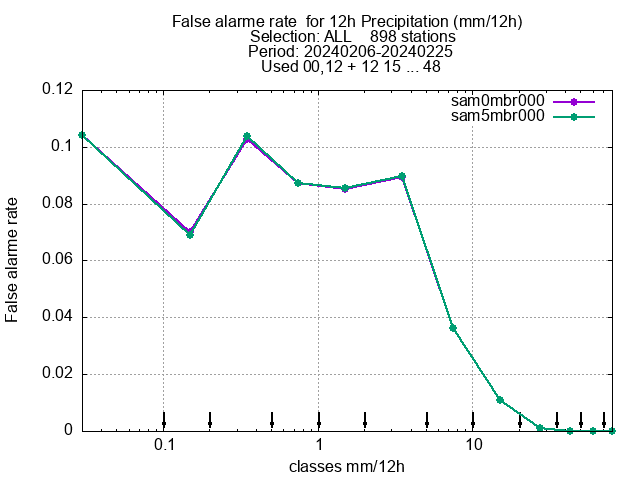 False alarme rate  for 12h Precipitation (mm/12h)
Selection: ALL    898 stations
Period: 20240206-20240225
Used 00,12 + 12 15 ... 48
sam0mbr000
sam5mbr000
0.12
0.1
0.08
0.06
0.04
0.02
0
False alarme rate
0.1
1
10
classes mm/12h